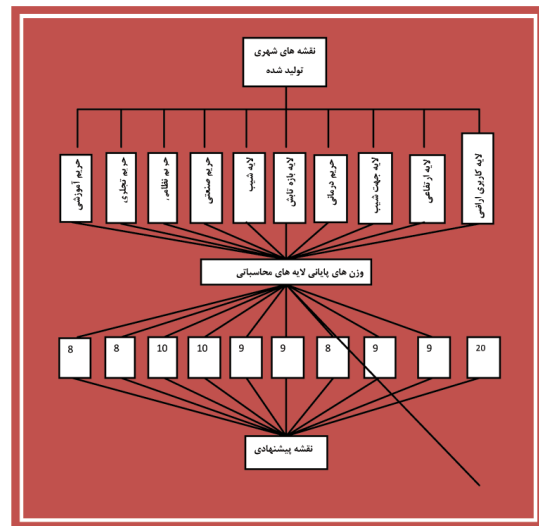 نقشه های شهری
تولید شده
لایه کاربری اراضی
لایه ارتفاعی
لایه جهت شیب
حریم درمانی
لایه بازه تابش
لایه شیب
حریم صنعتی
حریم نظامی
حریم تجاری
حریم آموزشی
وزن های پایانی لایه های محاسباتی
20
9
9
8
9
9
10
10
8
8
نقشه پیشنهادی